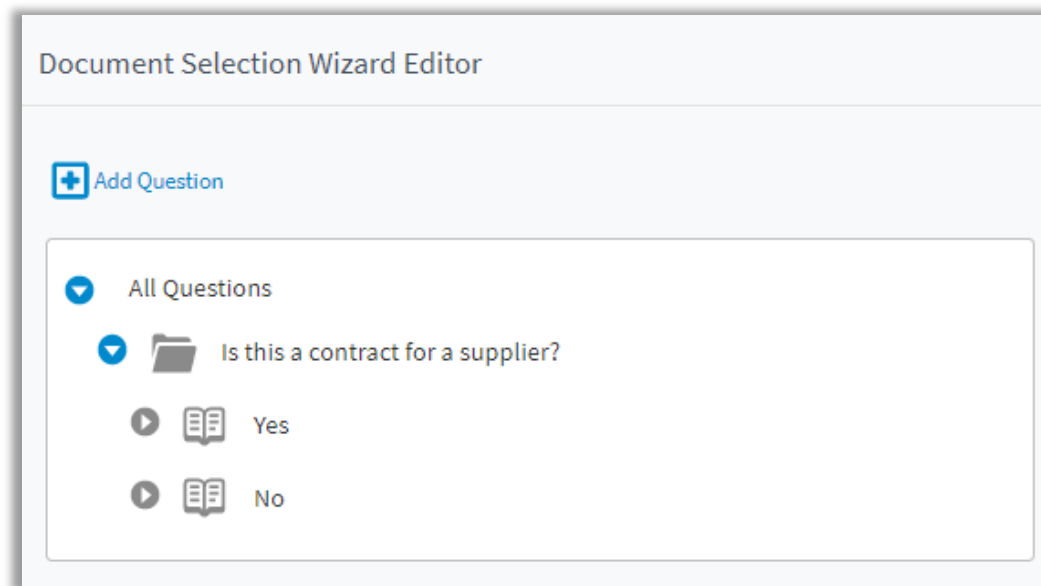 Document Selection Wizard Editor
Add Question
All Questions
Is this a contract for a supplier?
Yes
No